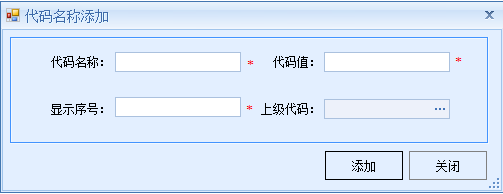 代码名称添加
代码名称： * 代码值： *
显示序号： * 上级代码： ...
添加 关闭